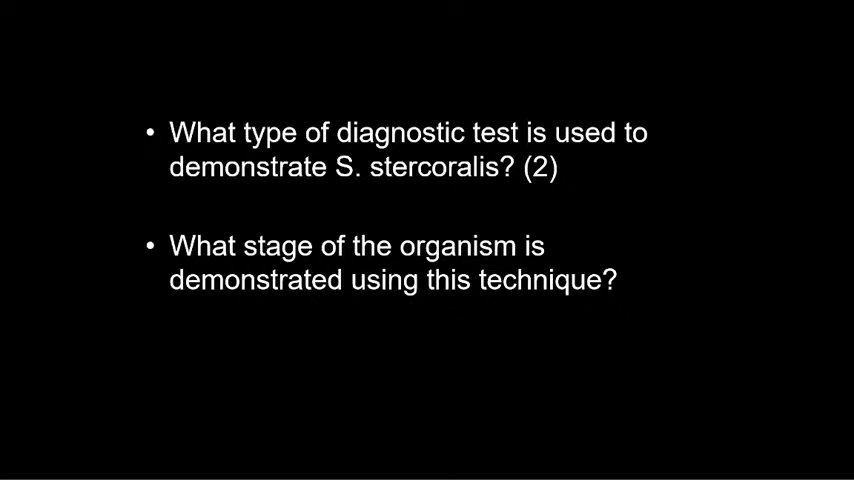 • What type of diagnostic test is used to
demonstrate S. stercoralis? (2)
• What stage of the organism is
demonstrated using this technique?